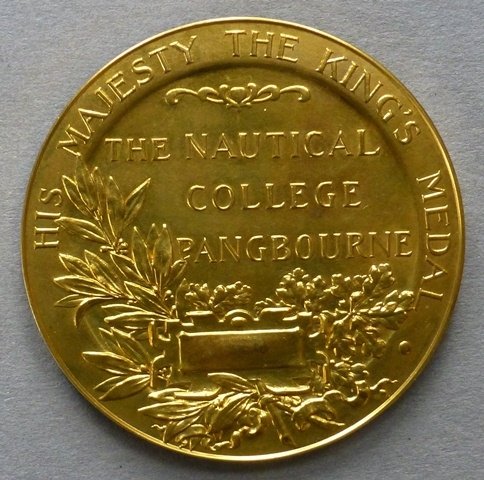 HIS MAJESTY THE KING'S MEDAL
THE NAUTICAL
COLLEGE
PANGBOURNE